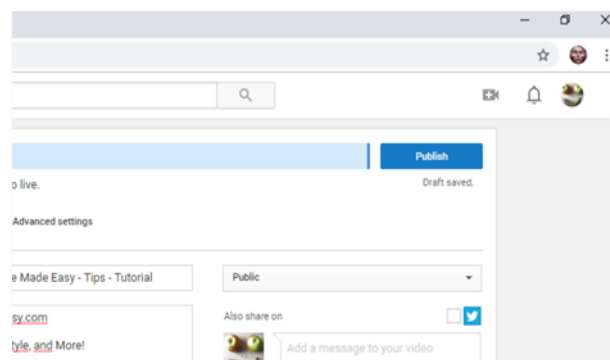 Publish
o live.
Draft saved.
Advanced settings
e Made Easy - Tips - Tutorial
Public
sy.com
Also share on
tyle, and More!
Add a message to your video